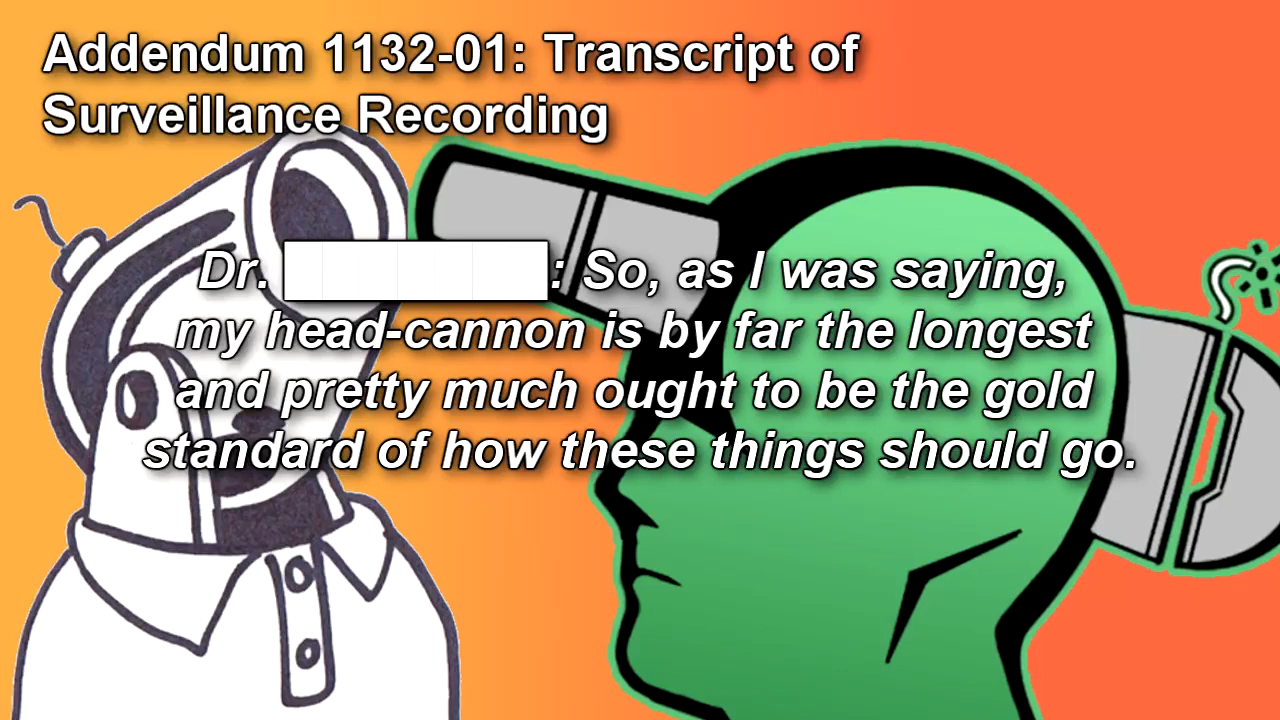 Addendum 1132-01: Transcript of
Surveillance Recording
Dr. ████████: So, as I was saying,
my head-cannon is by far the longest
and pretty much ought to be the gold
standard of how these things should go.